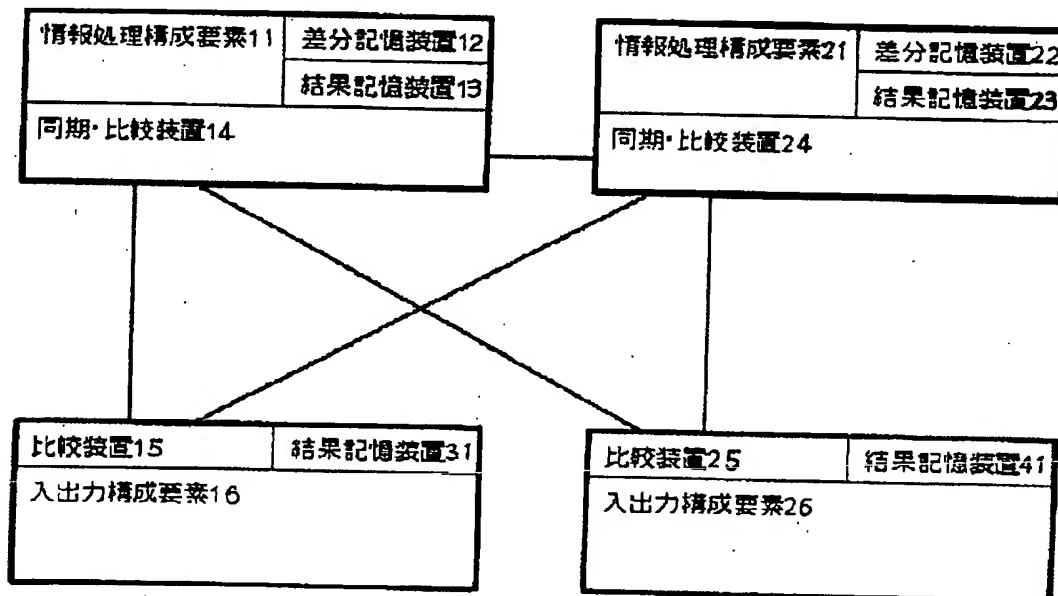 情報処理構成要素11
差分記憶装置12
結果記憶装置13
同期・比較装置14
情報処理構成要素21
差分記憶装置22
結果記憶装置23
同期・比較装置24
比較装置15
結果記憶装置31
入出力構成要素16
比較装置25
結果記憶装置41
入出力構成要素26